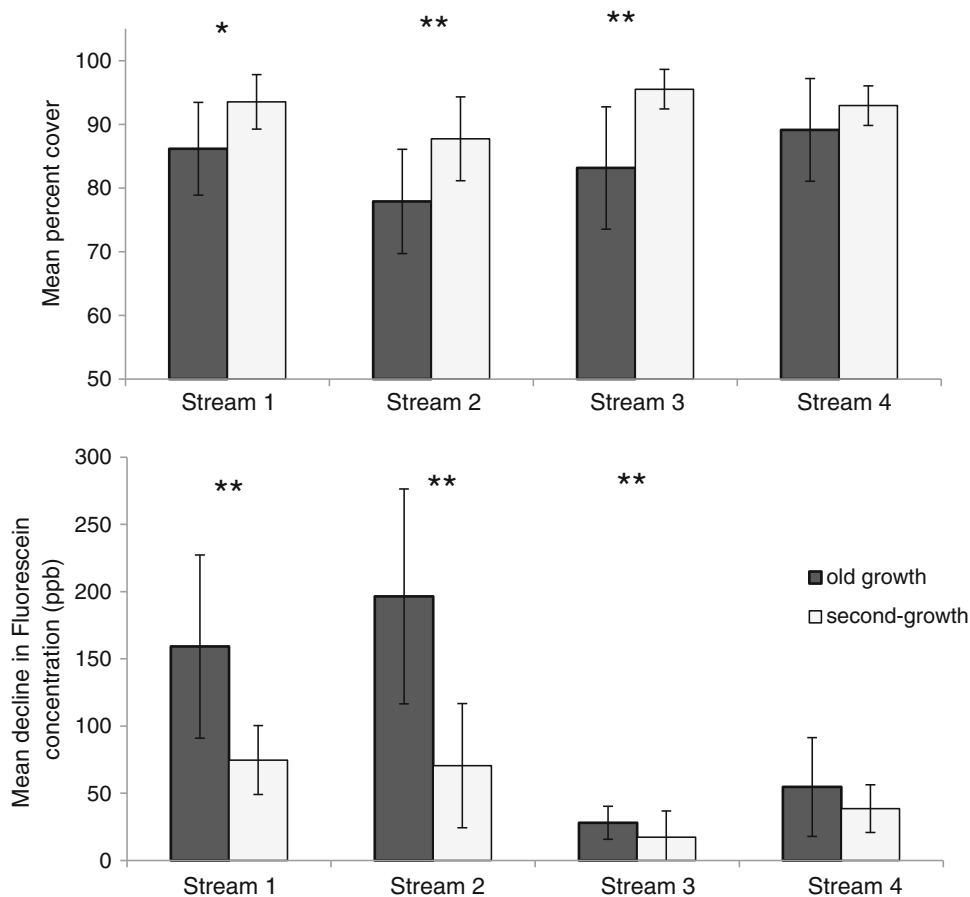 * ** **
100
90
80
70
60
50
Mean percent cover
Stream 1 Stream 2 Stream 3 Stream 4
300
250
200
150
100
50
0
Mean decline in Fluorescein
concentration (ppb)
** ** **
old growth
second-growth
Stream 1 Stream 2 Stream 3 Stream 4